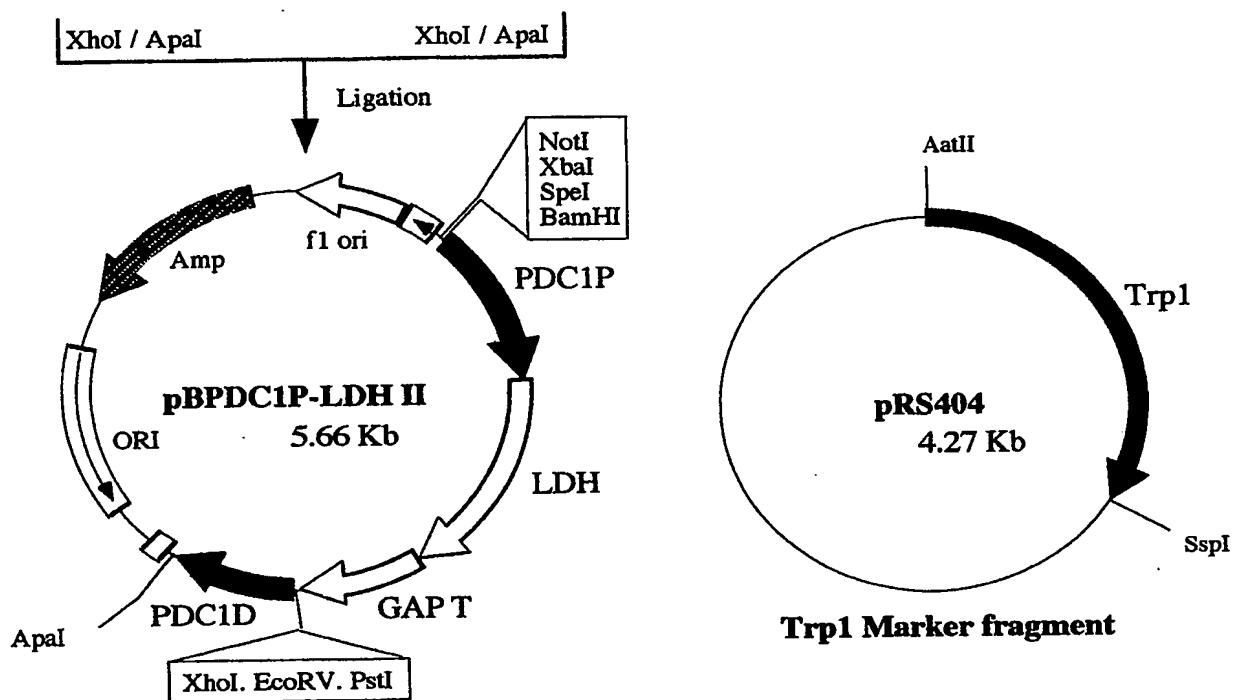 XhoI / ApaI
XhoI / ApaI
Ligation
NotI
XbaI
SpeI
BamHI
f1 ori
Amp
PDC1P
pBPDC1P-LDH II
5.66 Kb
ORI
LDH
GAP T
PDC1D
ApaI
XhoI. EcoRV. PstI
AatII
Trp1
pRS404
4.27 Kb
SspI
Trp1 Marker fragment